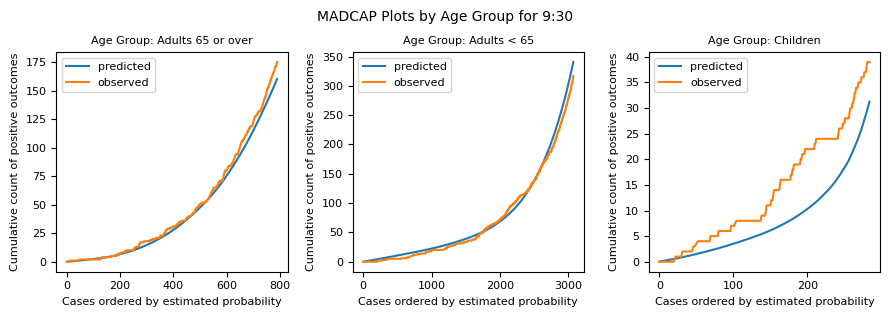 MADCAP Plots by Age Group for 9:30
Age Group: Adults 65 or over
Cumulative count of positive outcomes
175
150
125
100
75
50
25
0
predicted
observed
0
200
400
600
800
Cases ordered by estimated probability
Age Group: Adults < 65
Cumulative count of positive outcomes
350
300
250
200
150
100
50
0
predicted
observed
0
1000
2000
3000
Cases ordered by estimated probability
Age Group: Children
Cumulative count of positive outcomes
40
35
30
25
20
15
10
5
0
predicted
observed
0
100
200
Cases ordered by estimated probability